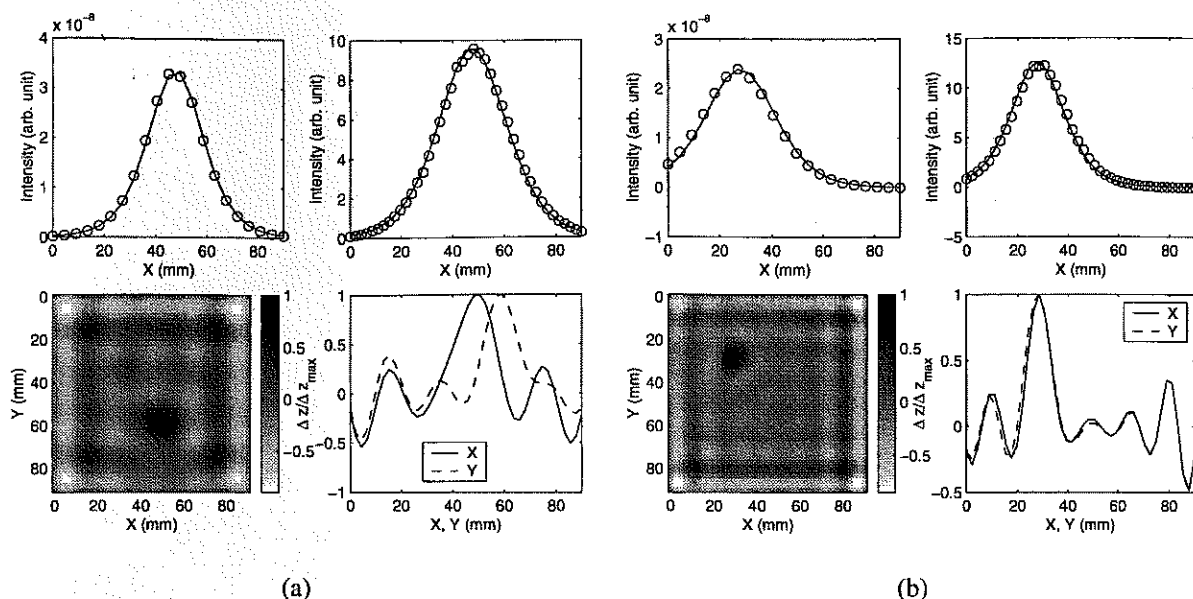 x 10⁻⁸
4
3
2
1
0
Intensity (arb. unit)
0 20 40 60 80
X (mm)
10
8
6
4
2
0
Intensity (arb. unit)
0 20 40 60 80
X (mm)
0
20
40
60
80
Y (mm)
0 20 40 60 80
X (mm)
1
0.5
0
−0.5
Δ z/Δ z_max
1
0.5
0
−0.5
−1
X
Y
0 20 40 60 80
X, Y (mm)
(a)
x 10⁻⁸
3
2
1
0
−1
Intensity (arb. unit)
0 20 40 60 80
X (mm)
15
10
5
0
−5
Intensity (arb. unit)
0 20 40 60 80
X (mm)
0
20
40
60
80
Y (mm)
0 20 40 60 80
X (mm)
1
0.5
0
−0.5
Δ z/Δ z_max
1
0.5
0
−0.5
X
Y
0 20 40 60 80
X, Y (mm)
(b)